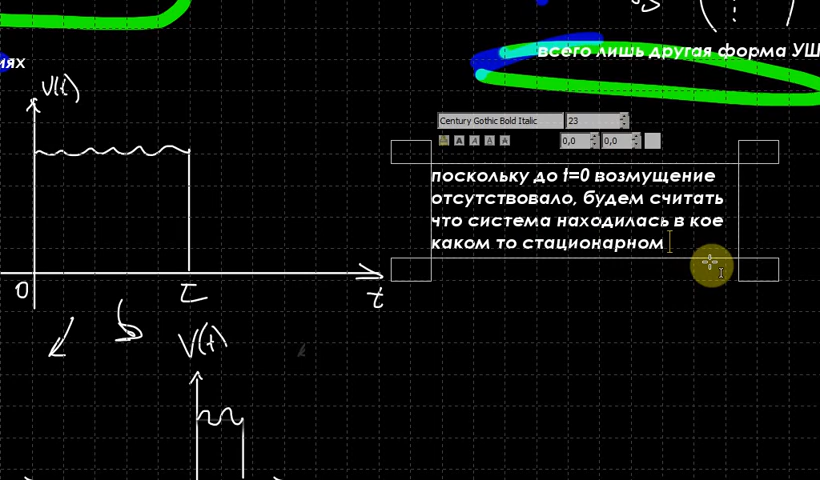 всего лишь другая форма УШ
иях
V(t)
Century Gothic Bold Italic 23
0,0 0,0
поскольку до t=0 возмущение
отсутствовало, будем считать
что система находилась в кое
каком то стационарном
0 τ t
V(t)